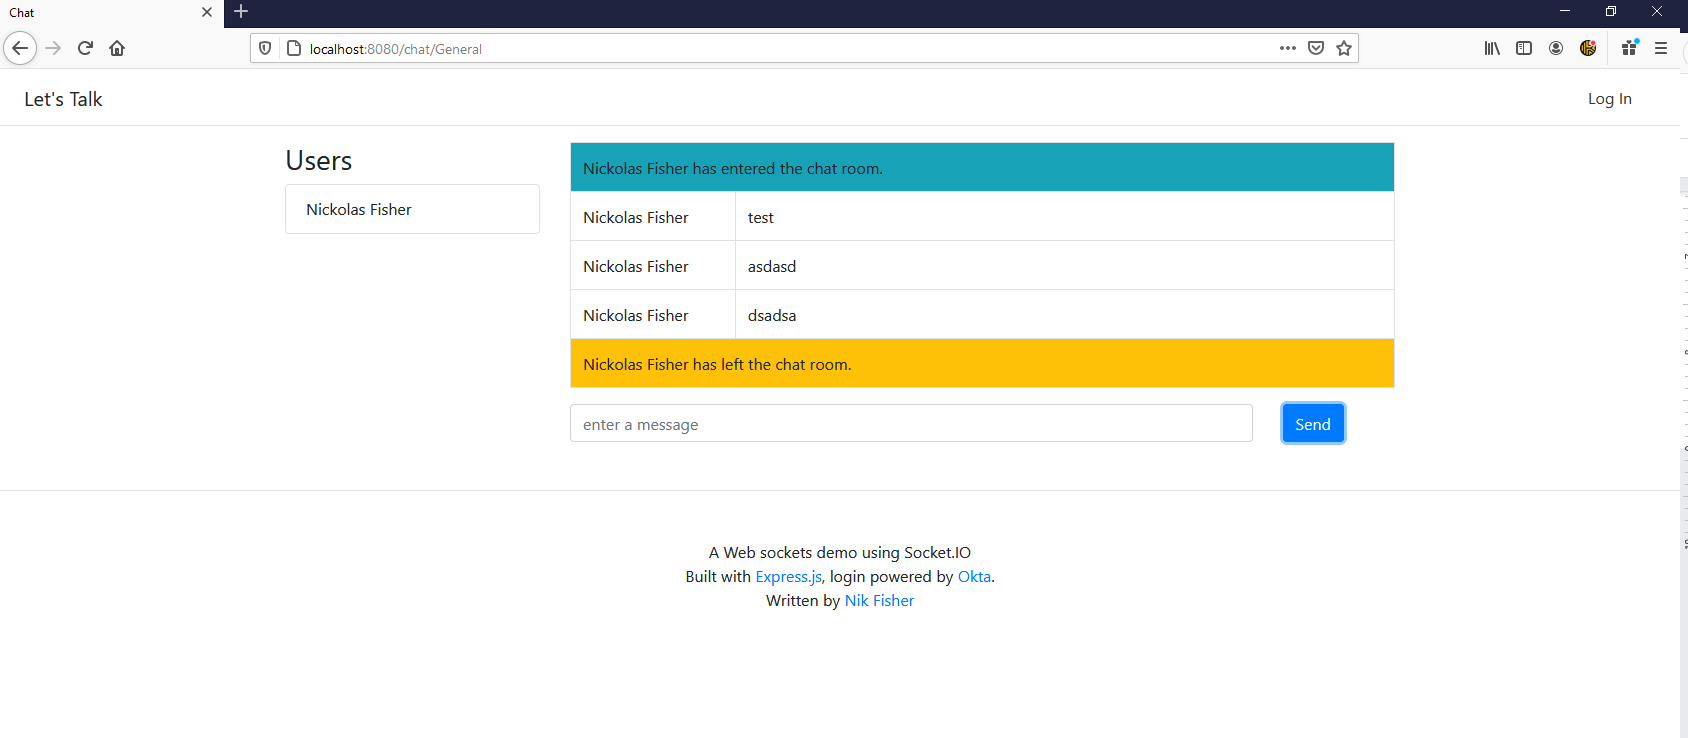 Chat
localhost:8080/chat/General
Let's Talk
Log In
Users
Nickolas Fisher
Nickolas Fisher has entered the chat room.
Nickolas Fisher test
Nickolas Fisher asdasd
Nickolas Fisher dsadsa
Nickolas Fisher has left the chat room.
enter a message
Send
A Web sockets demo using Socket.IO
Built with Express.js, login powered by Okta.
Written by Nik Fisher